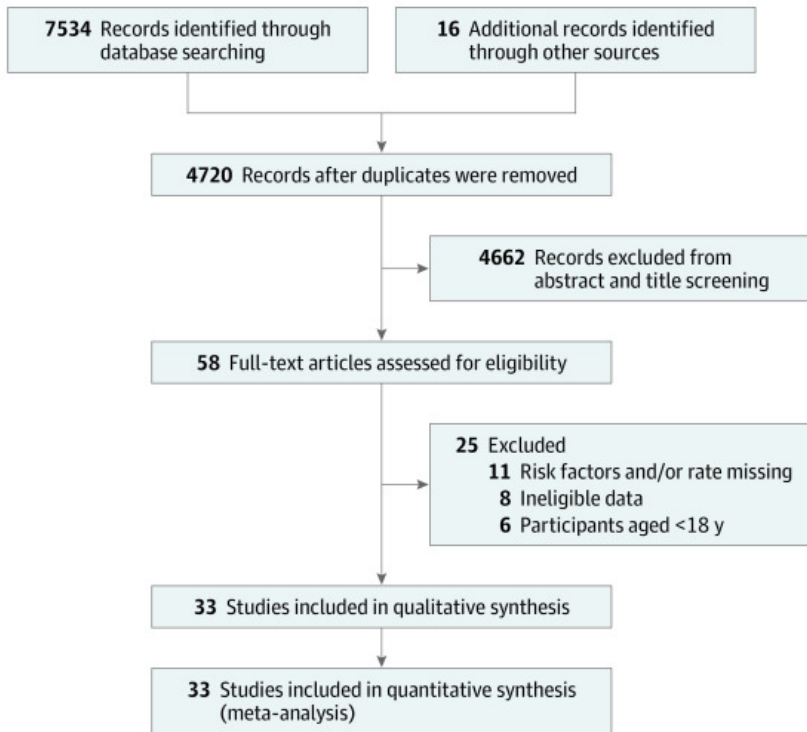 7534 Records identified through
database searching
16 Additional records identified
through other sources
4720 Records after duplicates were removed
4662 Records excluded from
abstract and title screening
58 Full-text articles assessed for eligibility
25 Excluded
11 Risk factors and/or rate missing
8 Ineligible data
6 Participants aged <18 y
33 Studies included in qualitative synthesis
33 Studies included in quantitative synthesis
(meta-analysis)